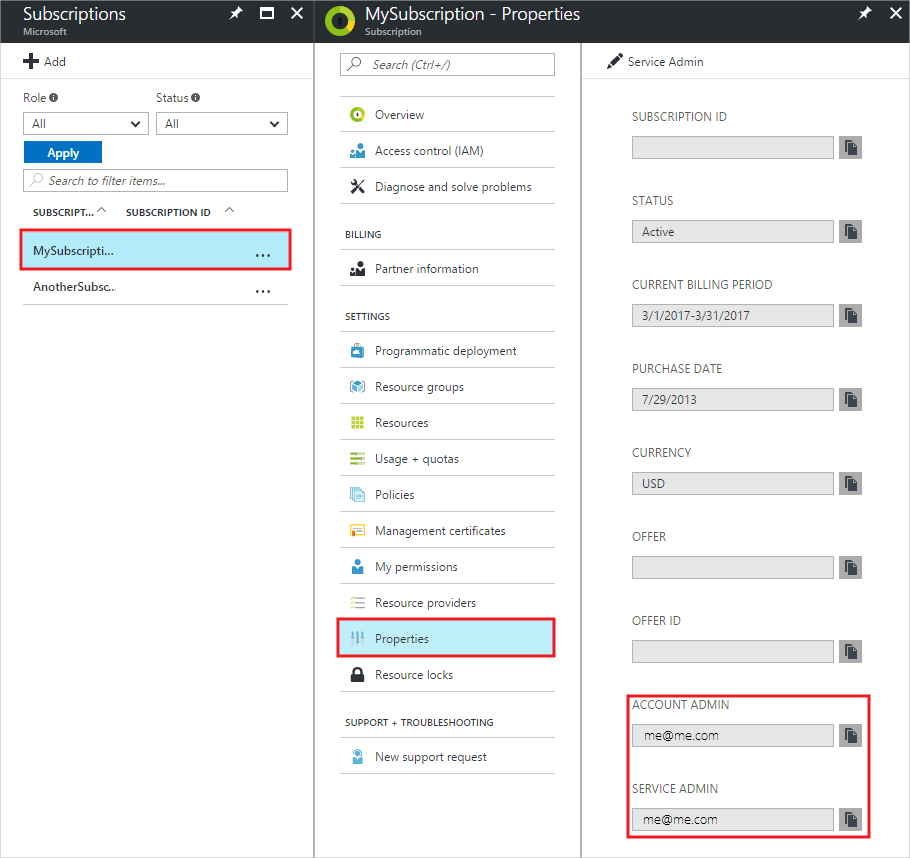 Subscriptions
Microsoft
Add
Role
Status
All
All
Apply
Search to filter items...
SUBSCRIPT...
SUBSCRIPTION ID
MySubscripti...
...
AnotherSubsc..
...
MySubscription - Properties
Subscription
Search (Ctrl+/)
Overview
Access control (IAM)
Diagnose and solve problems
BILLING
Partner information
SETTINGS
Programmatic deployment
Resource groups
Resources
Usage + quotas
Policies
Management certificates
My permissions
Resource providers
Properties
Resource locks
SUPPORT + TROUBLESHOOTING
New support request
Service Admin
SUBSCRIPTION ID
STATUS
Active
CURRENT BILLING PERIOD
3/1/2017-3/31/2017
PURCHASE DATE
7/29/2013
CURRENCY
USD
OFFER
OFFER ID
ACCOUNT ADMIN
me@me.com
SERVICE ADMIN
me@me.com